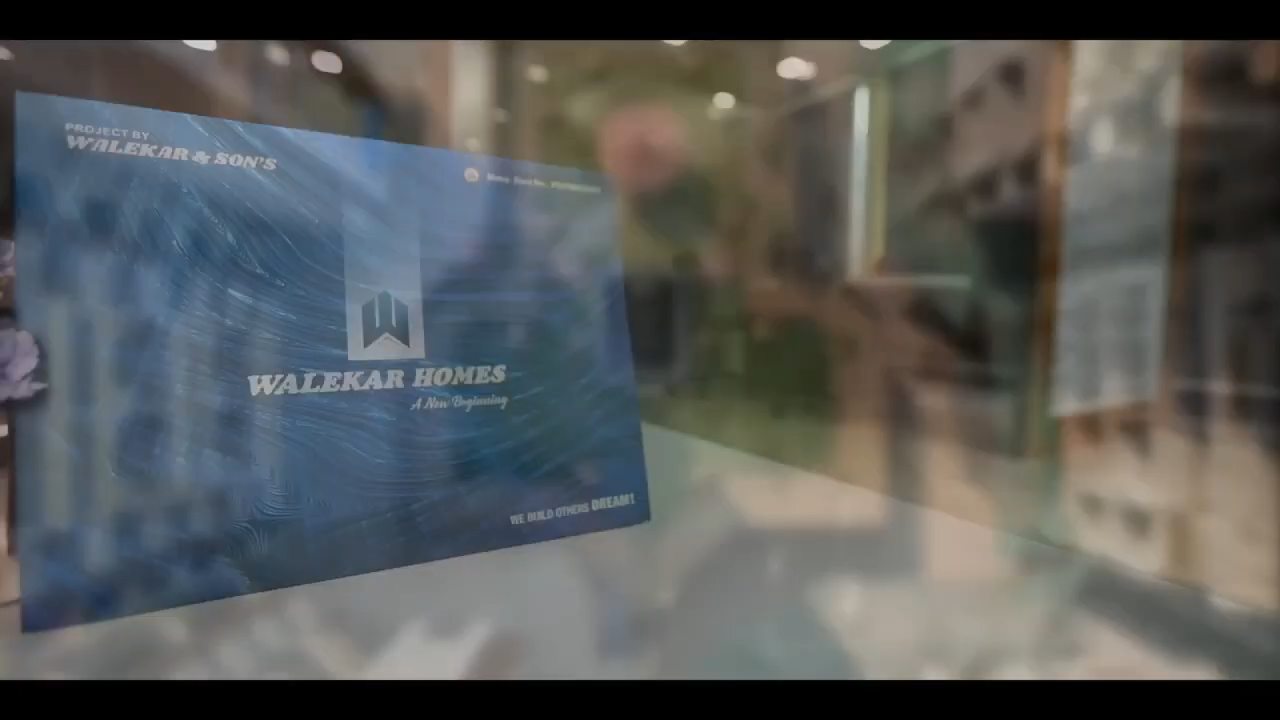 PROJECT BY
WALEKAR & SON'S
WALEKAR HOMES
A New Beginning
WE BUILD OTHERS DREAM!